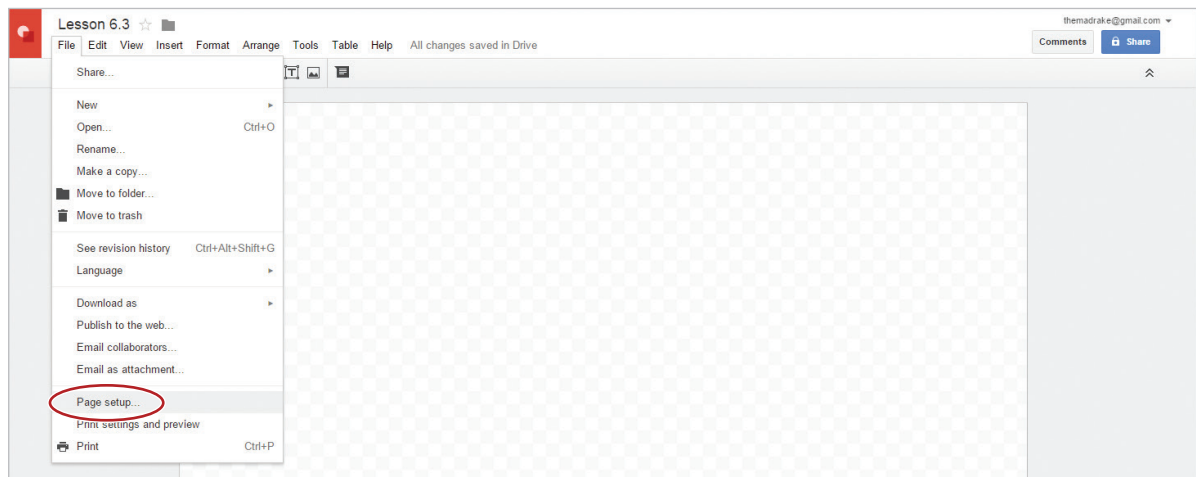 Lesson 6.3
themadrake@gmail.com
File Edit View Insert Format Arrange Tools Table Help All changes saved in Drive
Comments Share
Share...
New
Open... Ctrl+O
Rename...
Make a copy...
Move to folder...
Move to trash
See revision history Ctrl+Alt+Shift+G
Language
Download as
Publish to the web...
Email collaborators...
Email as attachment...
Page setup...
Print settings and preview
Print Ctrl+P